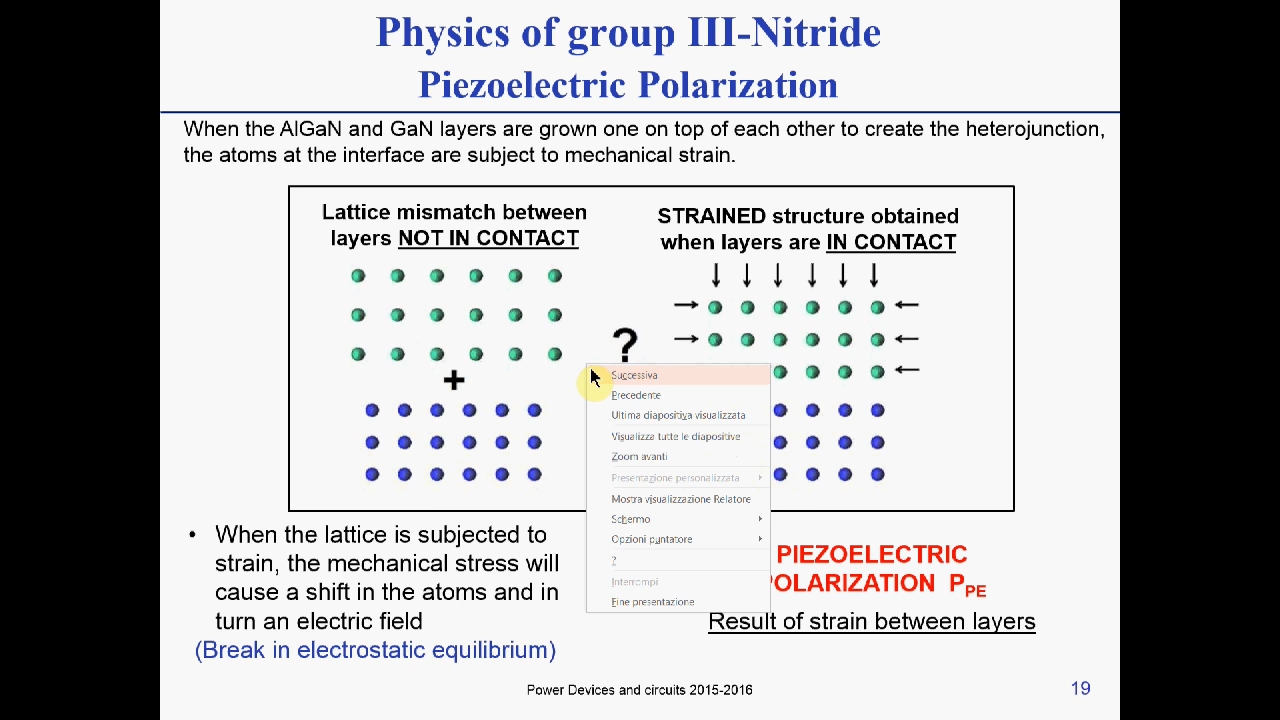 Physics of group III-Nitride
Piezoelectric Polarization
When the AlGaN and GaN layers are grown one on top of each other to create the heterojunction,
the atoms at the interface are subject to mechanical strain.
Lattice mismatch between
layers NOT IN CONTACT
STRAINED structure obtained
when layers are IN CONTACT
?
+
Successiva
Precedente
Ultima diapositiva visualizzata
Visualizza tutte le diapositive
Zoom avanti
Presentazione personalizzata
Mostra visualizzazione Relatore
Schermo
Opzioni puntatore
?
Interrompi
Fine presentazione
• When the lattice is subjected to
strain, the mechanical stress will
cause a shift in the atoms and in
turn an electric field
(Break in electrostatic equilibrium)
PIEZOELECTRIC
POLARIZATION PPE
Result of strain between layers
Power Devices and circuits 2015-2016
19